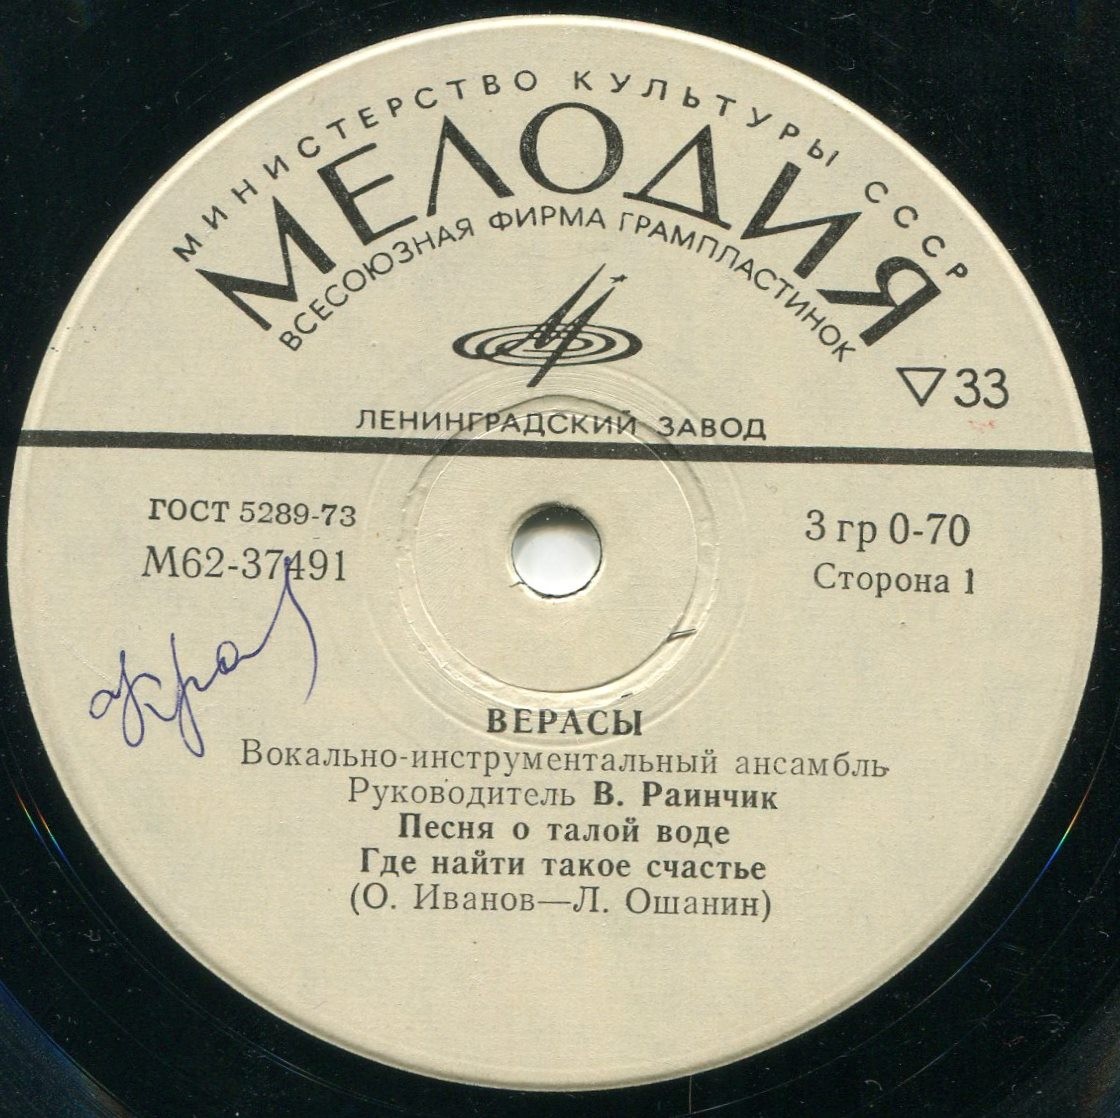 МИНИСТЕРСТВО КУЛЬТУРЫ СССР
МЕЛОДИЯ
ВСЕСОЮЗНАЯ ФИРМА ГРАМПЛАСТИНОК
33
ЛЕНИНГРАДСКИЙ ЗАВОД
ГОСТ 5289-73
3 гр 0-70
М62-37491
Сторона 1
ВЕРАСЫ
Вокально-инструментальный ансамбль
Руководитель В. Раинчик
Песня о талой воде
Где найти такое счастье
(О. Иванов—Л. Ошанин)